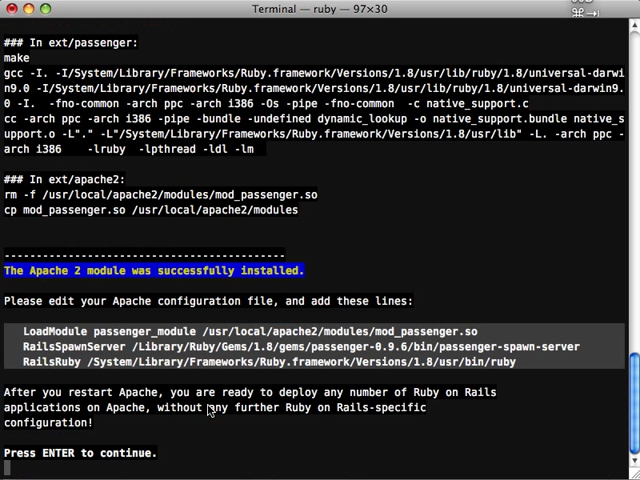 Terminal — ruby — 97×30
### In ext/passenger:
make
gcc -I. -I/System/Library/Frameworks/Ruby.framework/Versions/1.8/usr/lib/ruby/1.8/universal-darwi
n9.0 -I/System/Library/Frameworks/Ruby.framework/Versions/1.8/usr/lib/ruby/1.8/universal-darwin9.
0 -I.  -fno-common -arch ppc -arch i386 -Os -pipe -fno-common  -c native_support.c
cc -arch ppc -arch i386 -pipe -bundle -undefined dynamic_lookup -o native_support.bundle native_s
upport.o -L"." -L"/System/Library/Frameworks/Ruby.framework/Versions/1.8/usr/lib" -L. -arch ppc -
arch i386    -lruby  -lpthread -ldl -lm
### In ext/apache2:
rm -f /usr/local/apache2/modules/mod_passenger.so
cp mod_passenger.so /usr/local/apache2/modules
--------------------------------------------
The Apache 2 module was successfully installed.
Please edit your Apache configuration file, and add these lines:
LoadModule passenger_module /usr/local/apache2/modules/mod_passenger.so
RailsSpawnServer /Library/Ruby/Gems/1.8/gems/passenger-0.9.6/bin/passenger-spawn-server
RailsRuby /System/Library/Frameworks/Ruby.framework/Versions/1.8/usr/bin/ruby
After you restart Apache, you are ready to deploy any number of Ruby on Rails
applications on Apache, without any further Ruby on Rails-specific
configuration!
Press ENTER to continue.